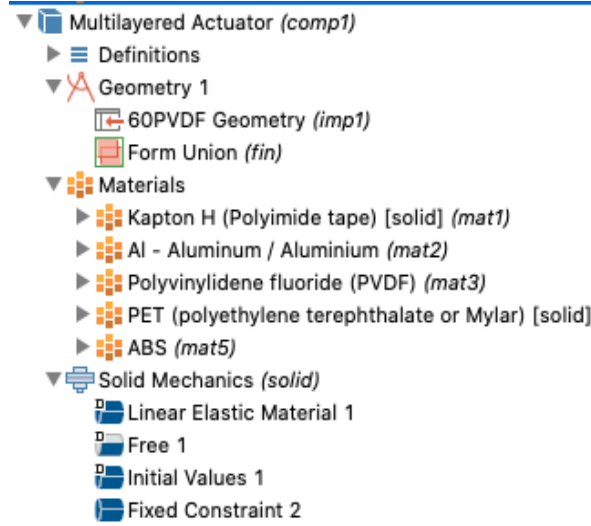 Multilayered Actuator (comp1)
Definitions
Geometry 1
60PVDF Geometry (imp1)
Form Union (fin)
Materials
Kapton H (Polyimide tape) [solid] (mat1)
Al - Aluminum / Aluminium (mat2)
Polyvinylidene fluoride (PVDF) (mat3)
PET (polyethylene terephthalate or Mylar) [solid]
ABS (mat5)
Solid Mechanics (solid)
Linear Elastic Material 1
Free 1
Initial Values 1
Fixed Constraint 2